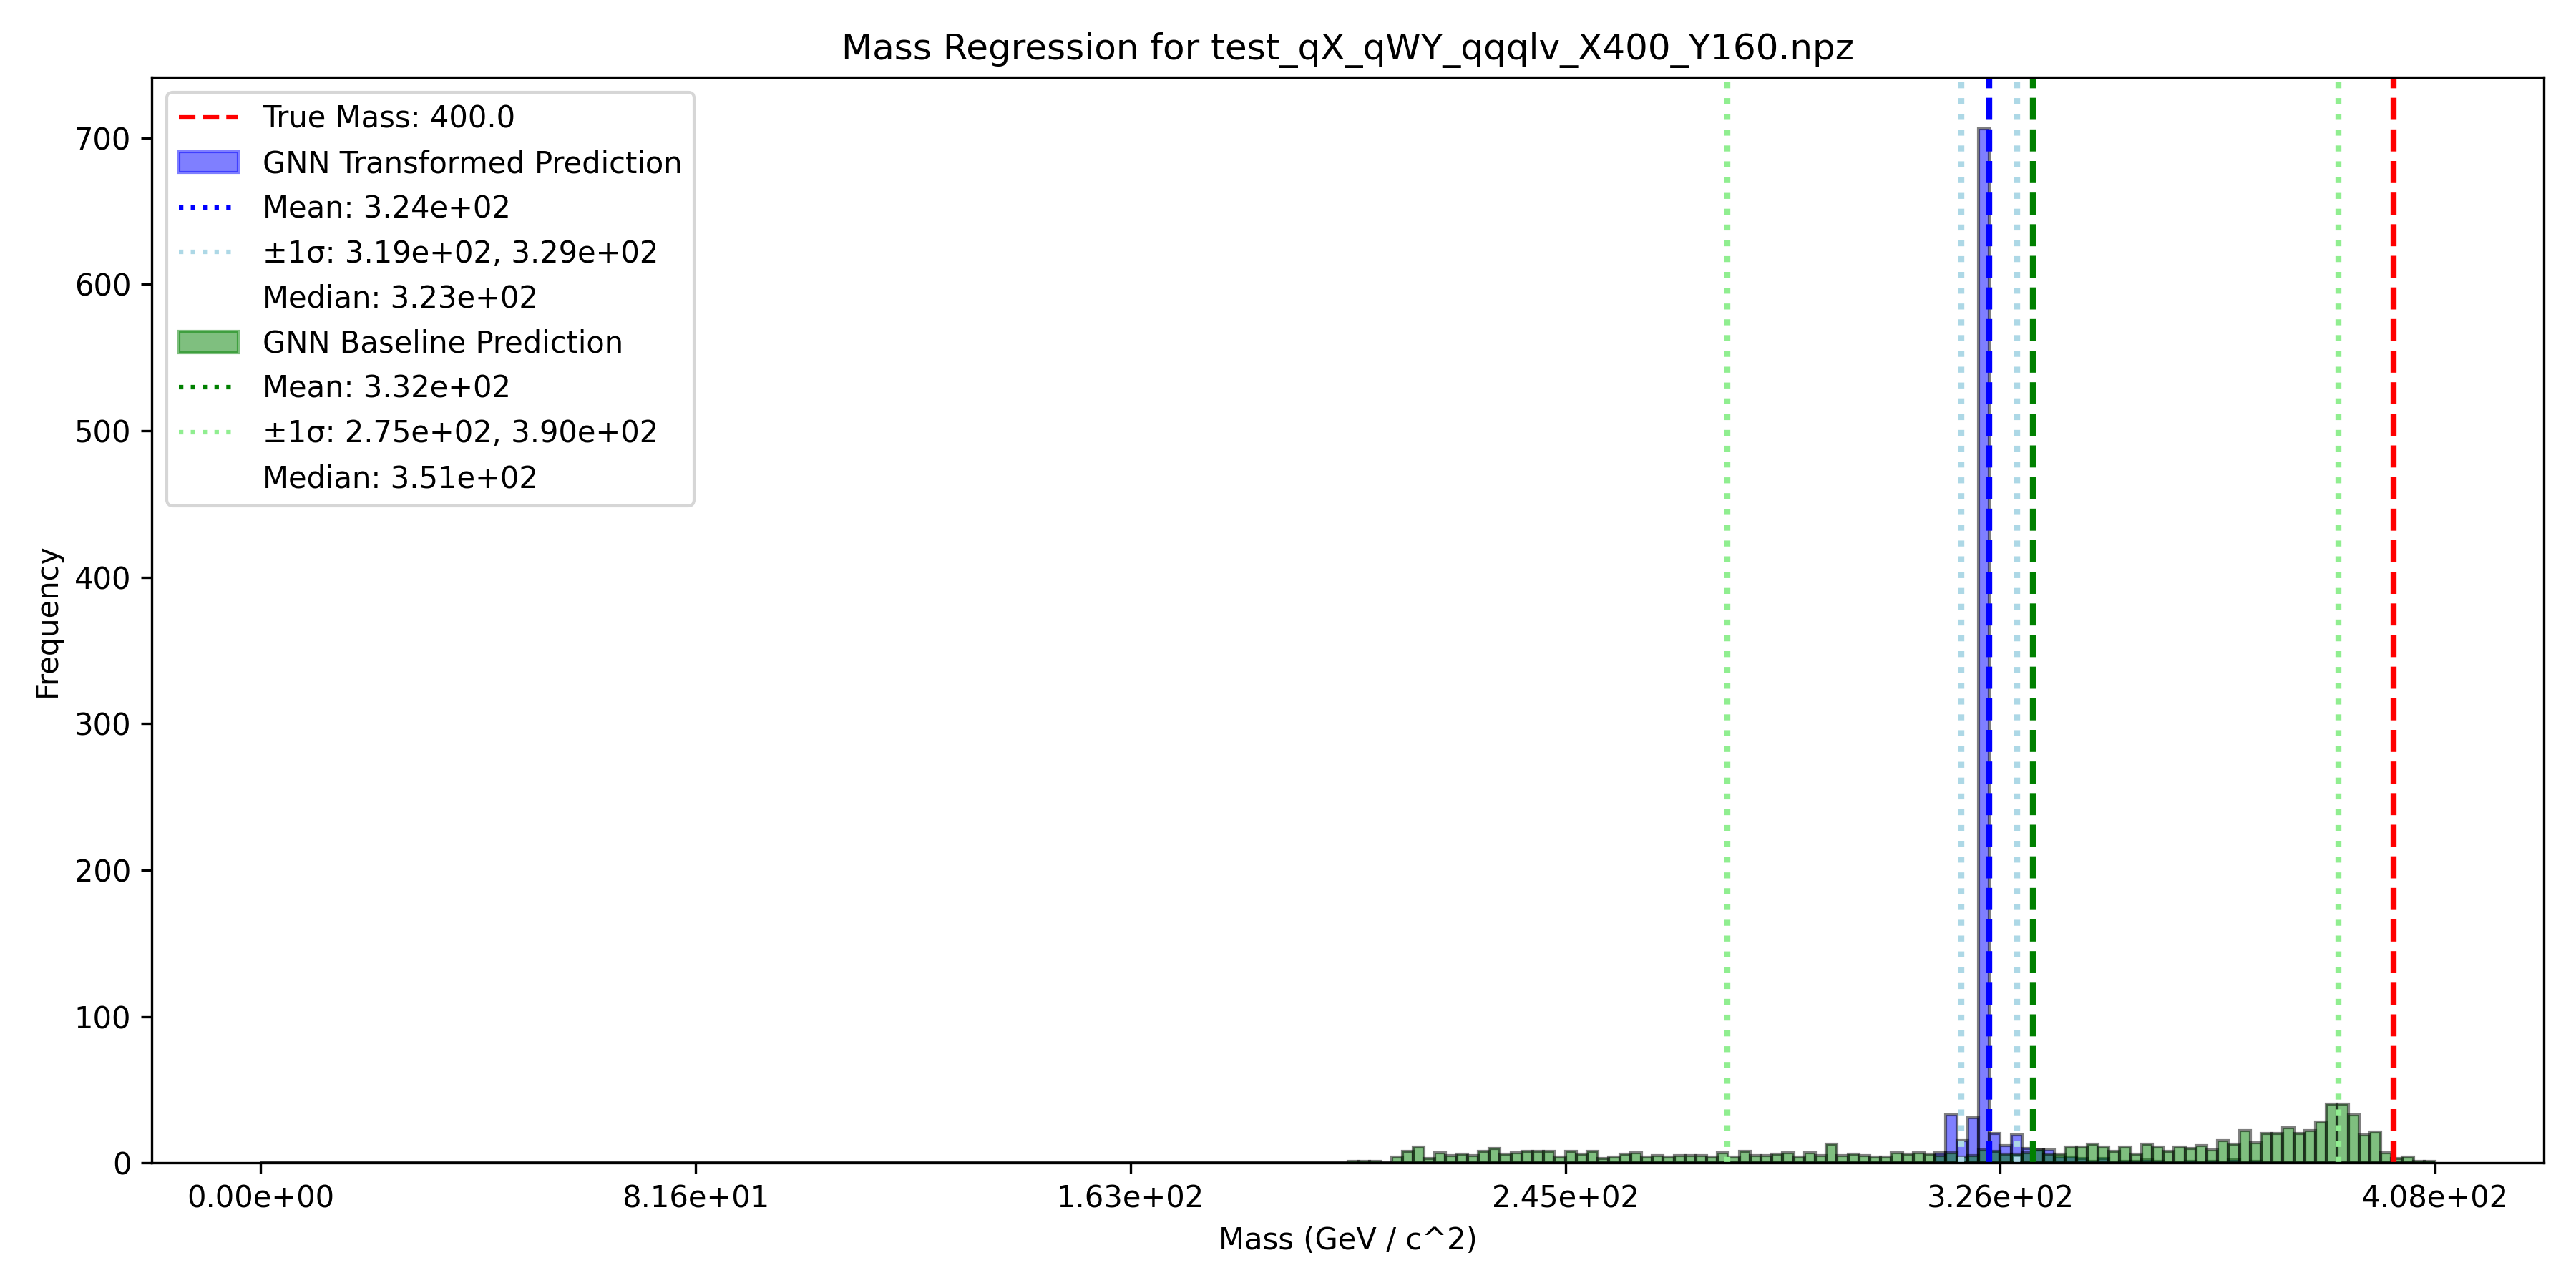 Mass Regression for test_qX_qWY_qqqlv_X400_Y160.npz
True Mass: 400.0
GNN Transformed Prediction
Mean: 3.24e+02
±1σ: 3.19e+02, 3.29e+02
Median: 3.23e+02
GNN Baseline Prediction
Mean: 3.32e+02
±1σ: 2.75e+02, 3.90e+02
Median: 3.51e+02
Frequency
700
600
500
400
300
200
100
0
0.00e+00 8.16e+01 1.63e+02 2.45e+02 3.26e+02 4.08e+02
Mass (GeV / c^2)